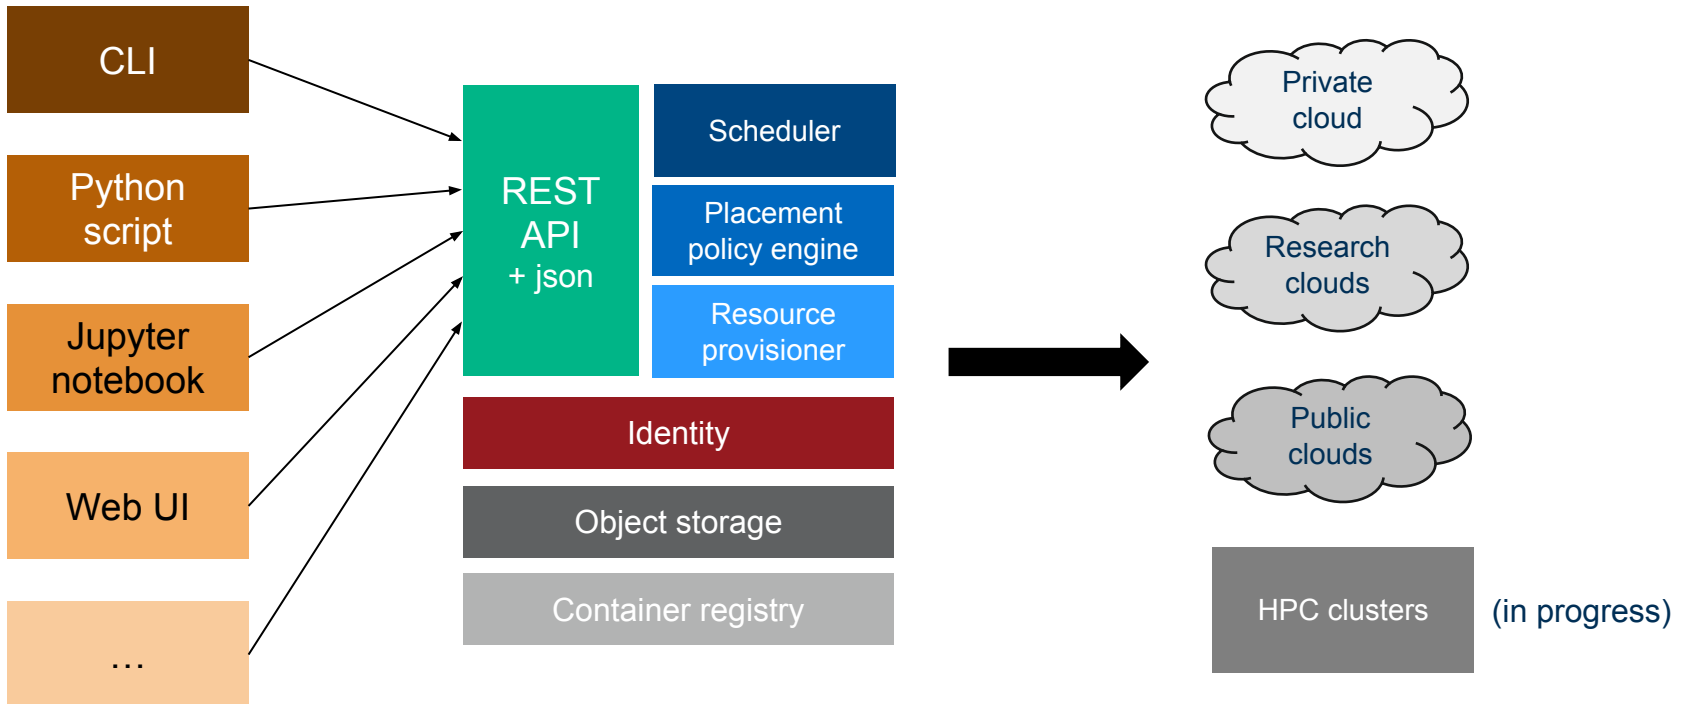 CLI
Python
script
Jupyter
notebook
Web UI
…
REST
API
+ json
Scheduler
Placement
policy engine
Resource
provisioner
Identity
Object storage
Container registry
Private
cloud
Research
clouds
Public
clouds
HPC clusters
(in progress)